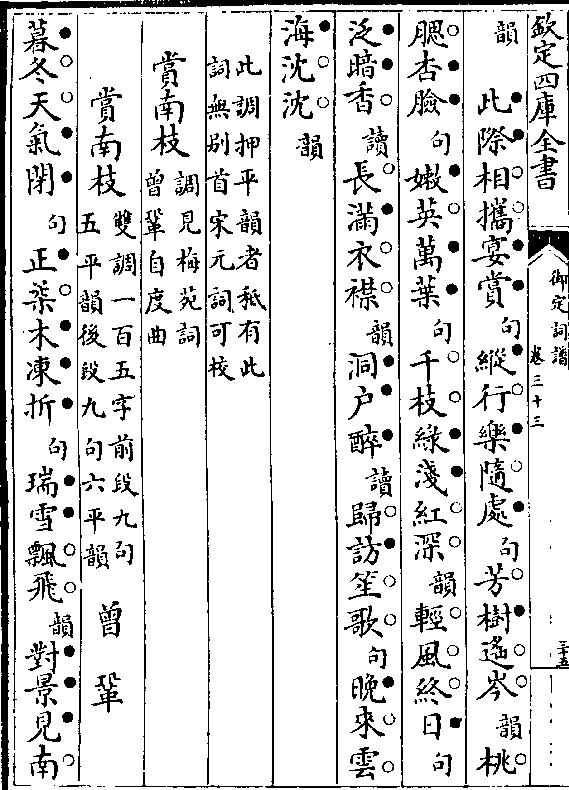 欽定四庫全書
御定詞譜
卷三十三
三十五
韻 此際相攜宴賞句縱行樂隨處句芳樹遙岑韻桃
腮杏臉句嫩英萬葉句千枝綠淺紅深韻輕風終日句
泛暗香讀長滿衣襟韻洞户醉讀歸訪笙歌句晚來雲
海沈沈韻
此調押平韻者秪有此
詞無别首宋元詞可校
賞南枝
調見梅苑詞
曾鞏自度曲
賞南枝
雙調一百五字前段九句
五平韻後段九句六平韻
曾鞏
暮冬天氣閉句正柒木凍折句瑞雪飄飛韻對景見南